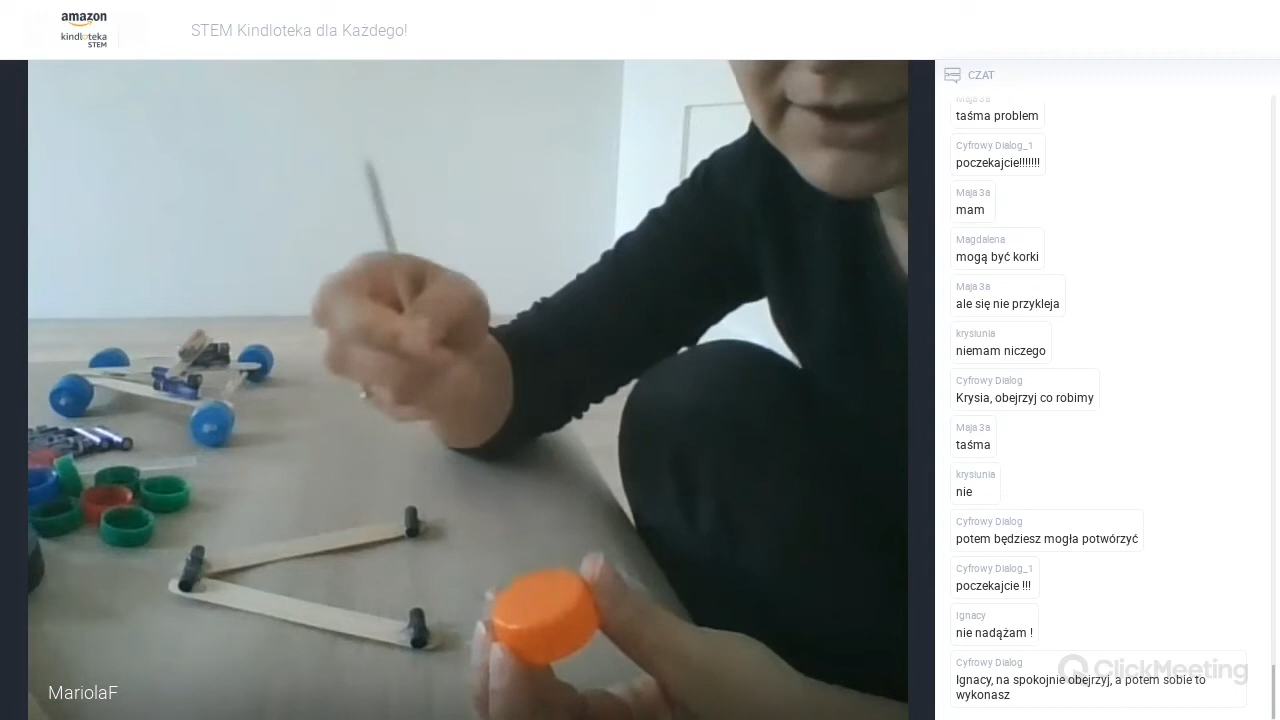 amazon
kindloteka
STEM
STEM Kindloteka dla Każdego!
CZAT
Maja 3a
taśma problem
Cyfrowy Dialog_1
poczekajcie!!!!!!!
Maja 3a
mam
Magdalena
mogą być korki
Maja 3a
ale się nie przykleja
krysiunia
niemam niczego
Cyfrowy Dialog
Krysia, obejrzyj co robimy
Maja 3a
taśma
krysiunia
nie
Cyfrowy Dialog
potem będziesz mogła potwórzyć
Cyfrowy Dialog_1
poczekajcie !!!
Ignacy
nie nadążam !
Cyfrowy Dialog
Ignacy, na spokojnie obejrzyj, a potem sobie to
wykonasz
ClickMeeting
MariolaF